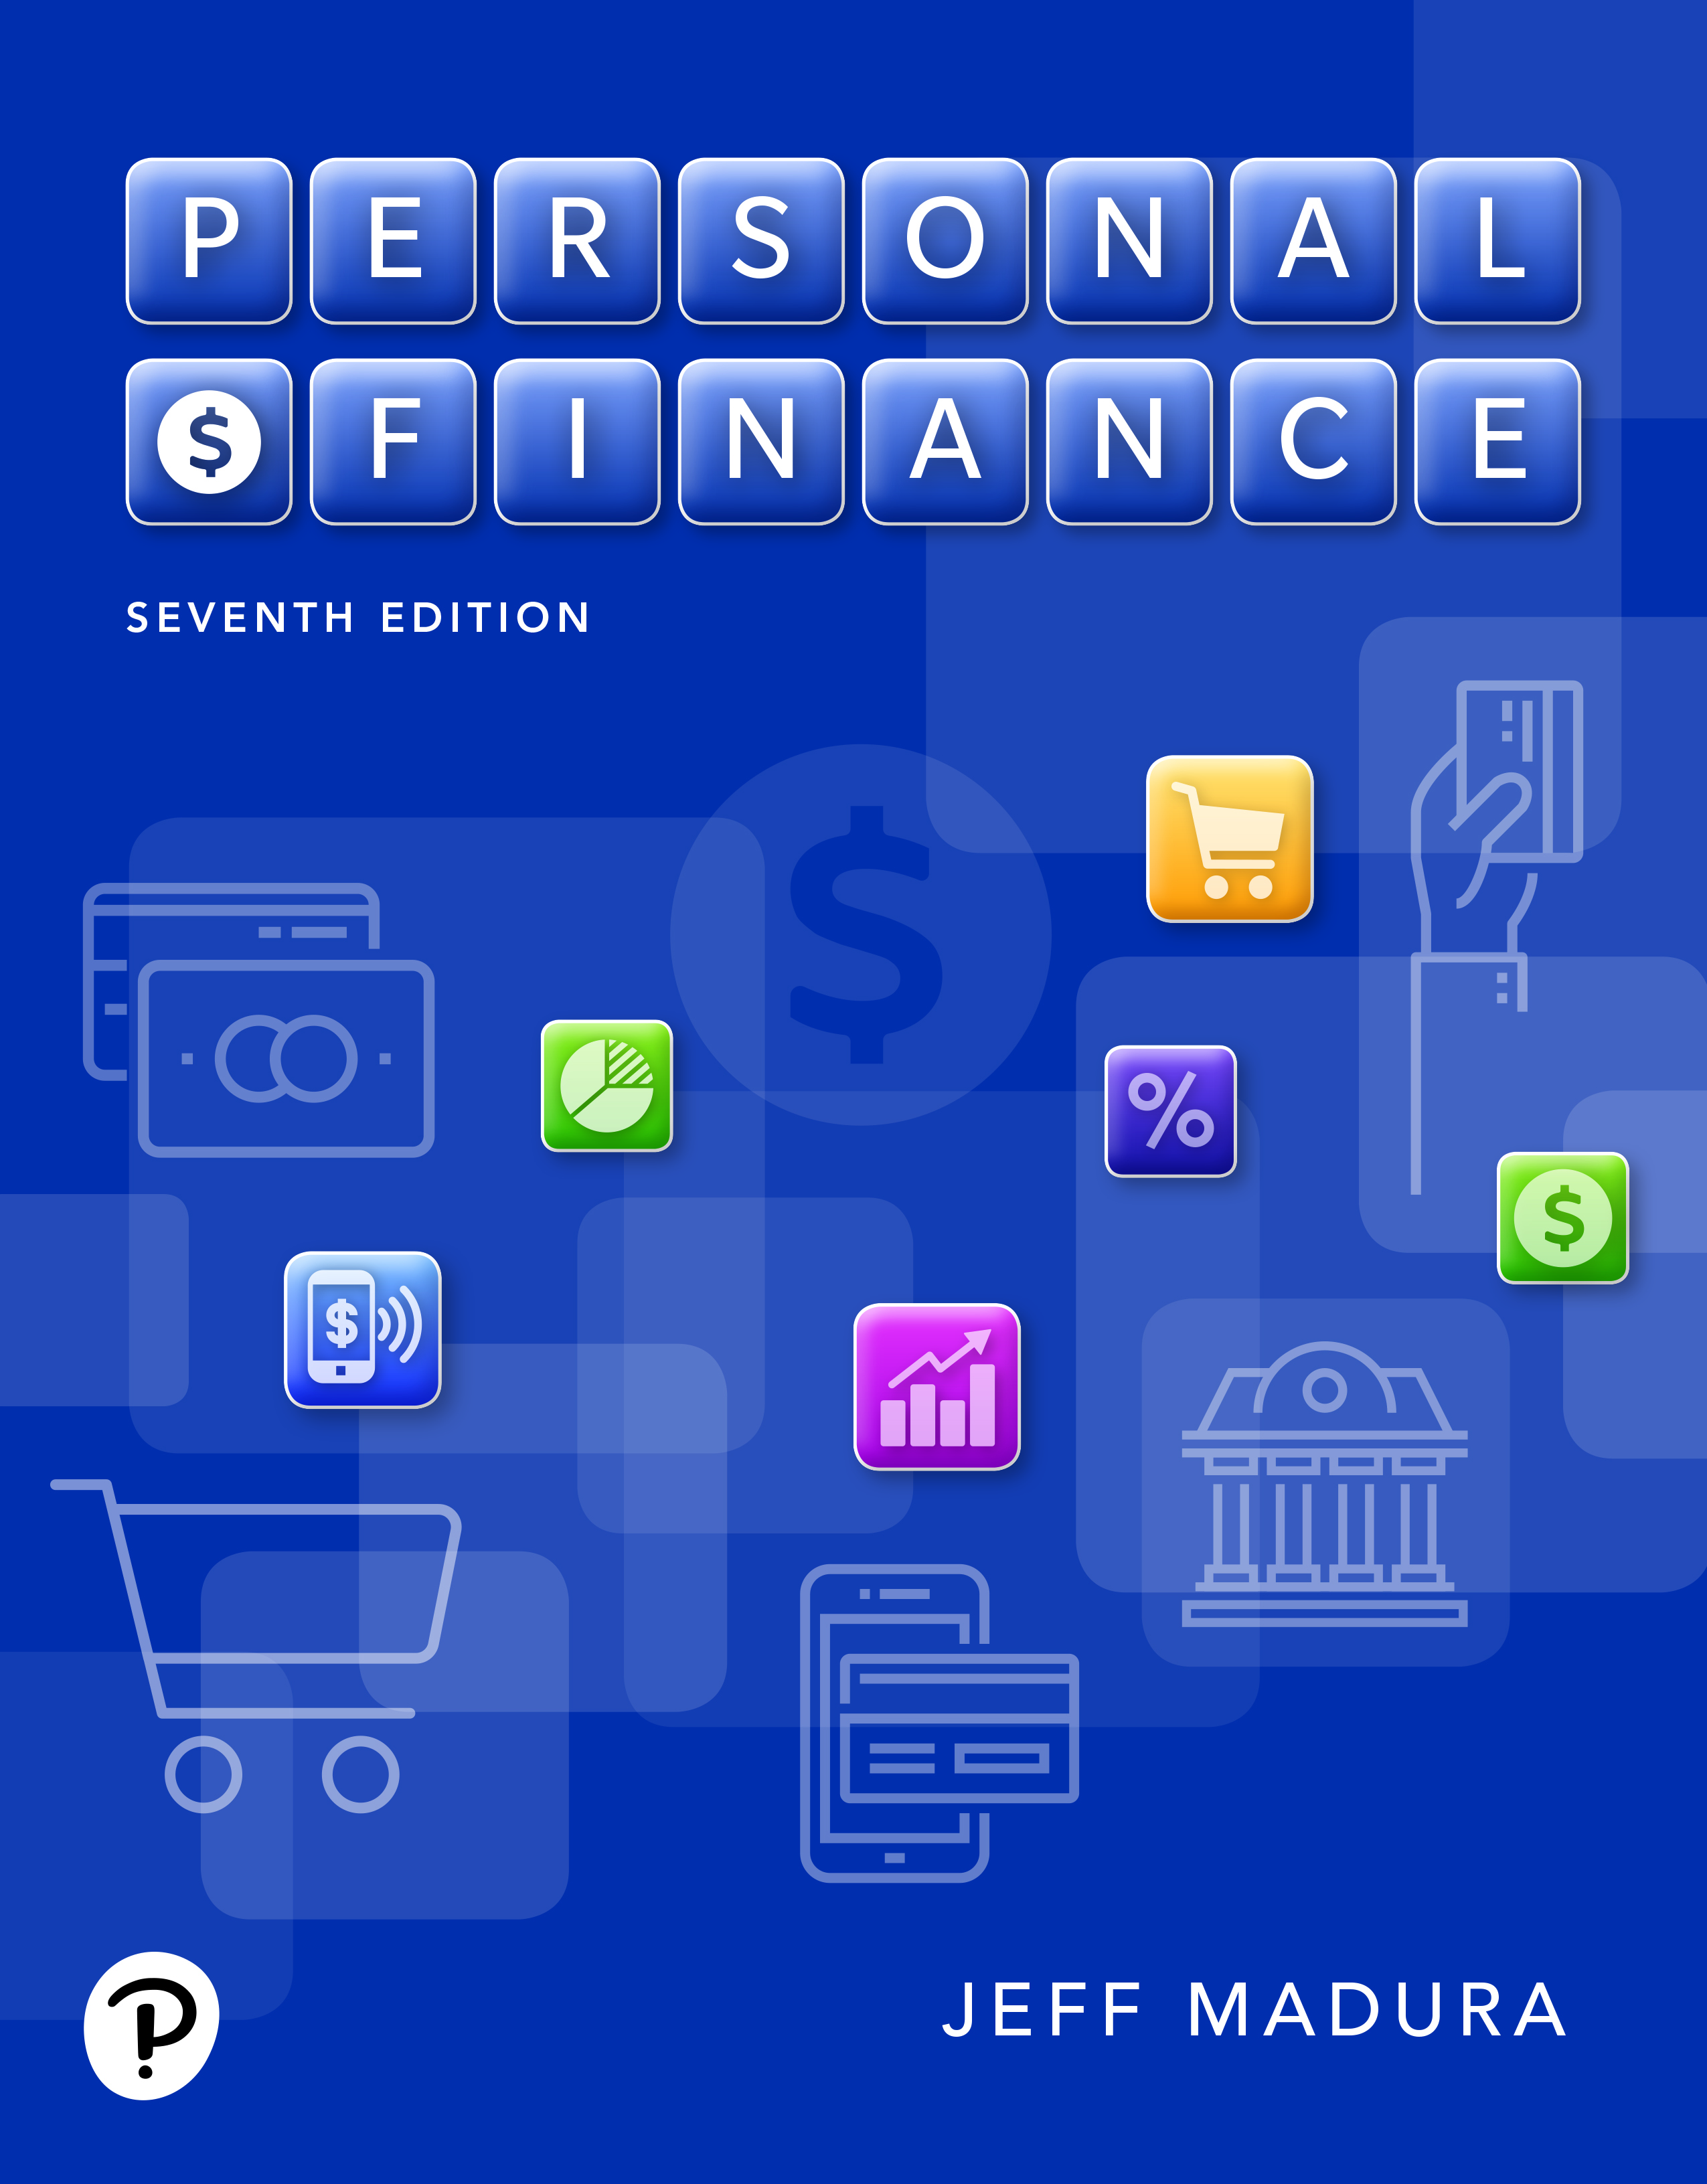 PERSONAL
$ FINANCE
SEVENTH EDITION
$
%
$
$
JEFF MADURA
P